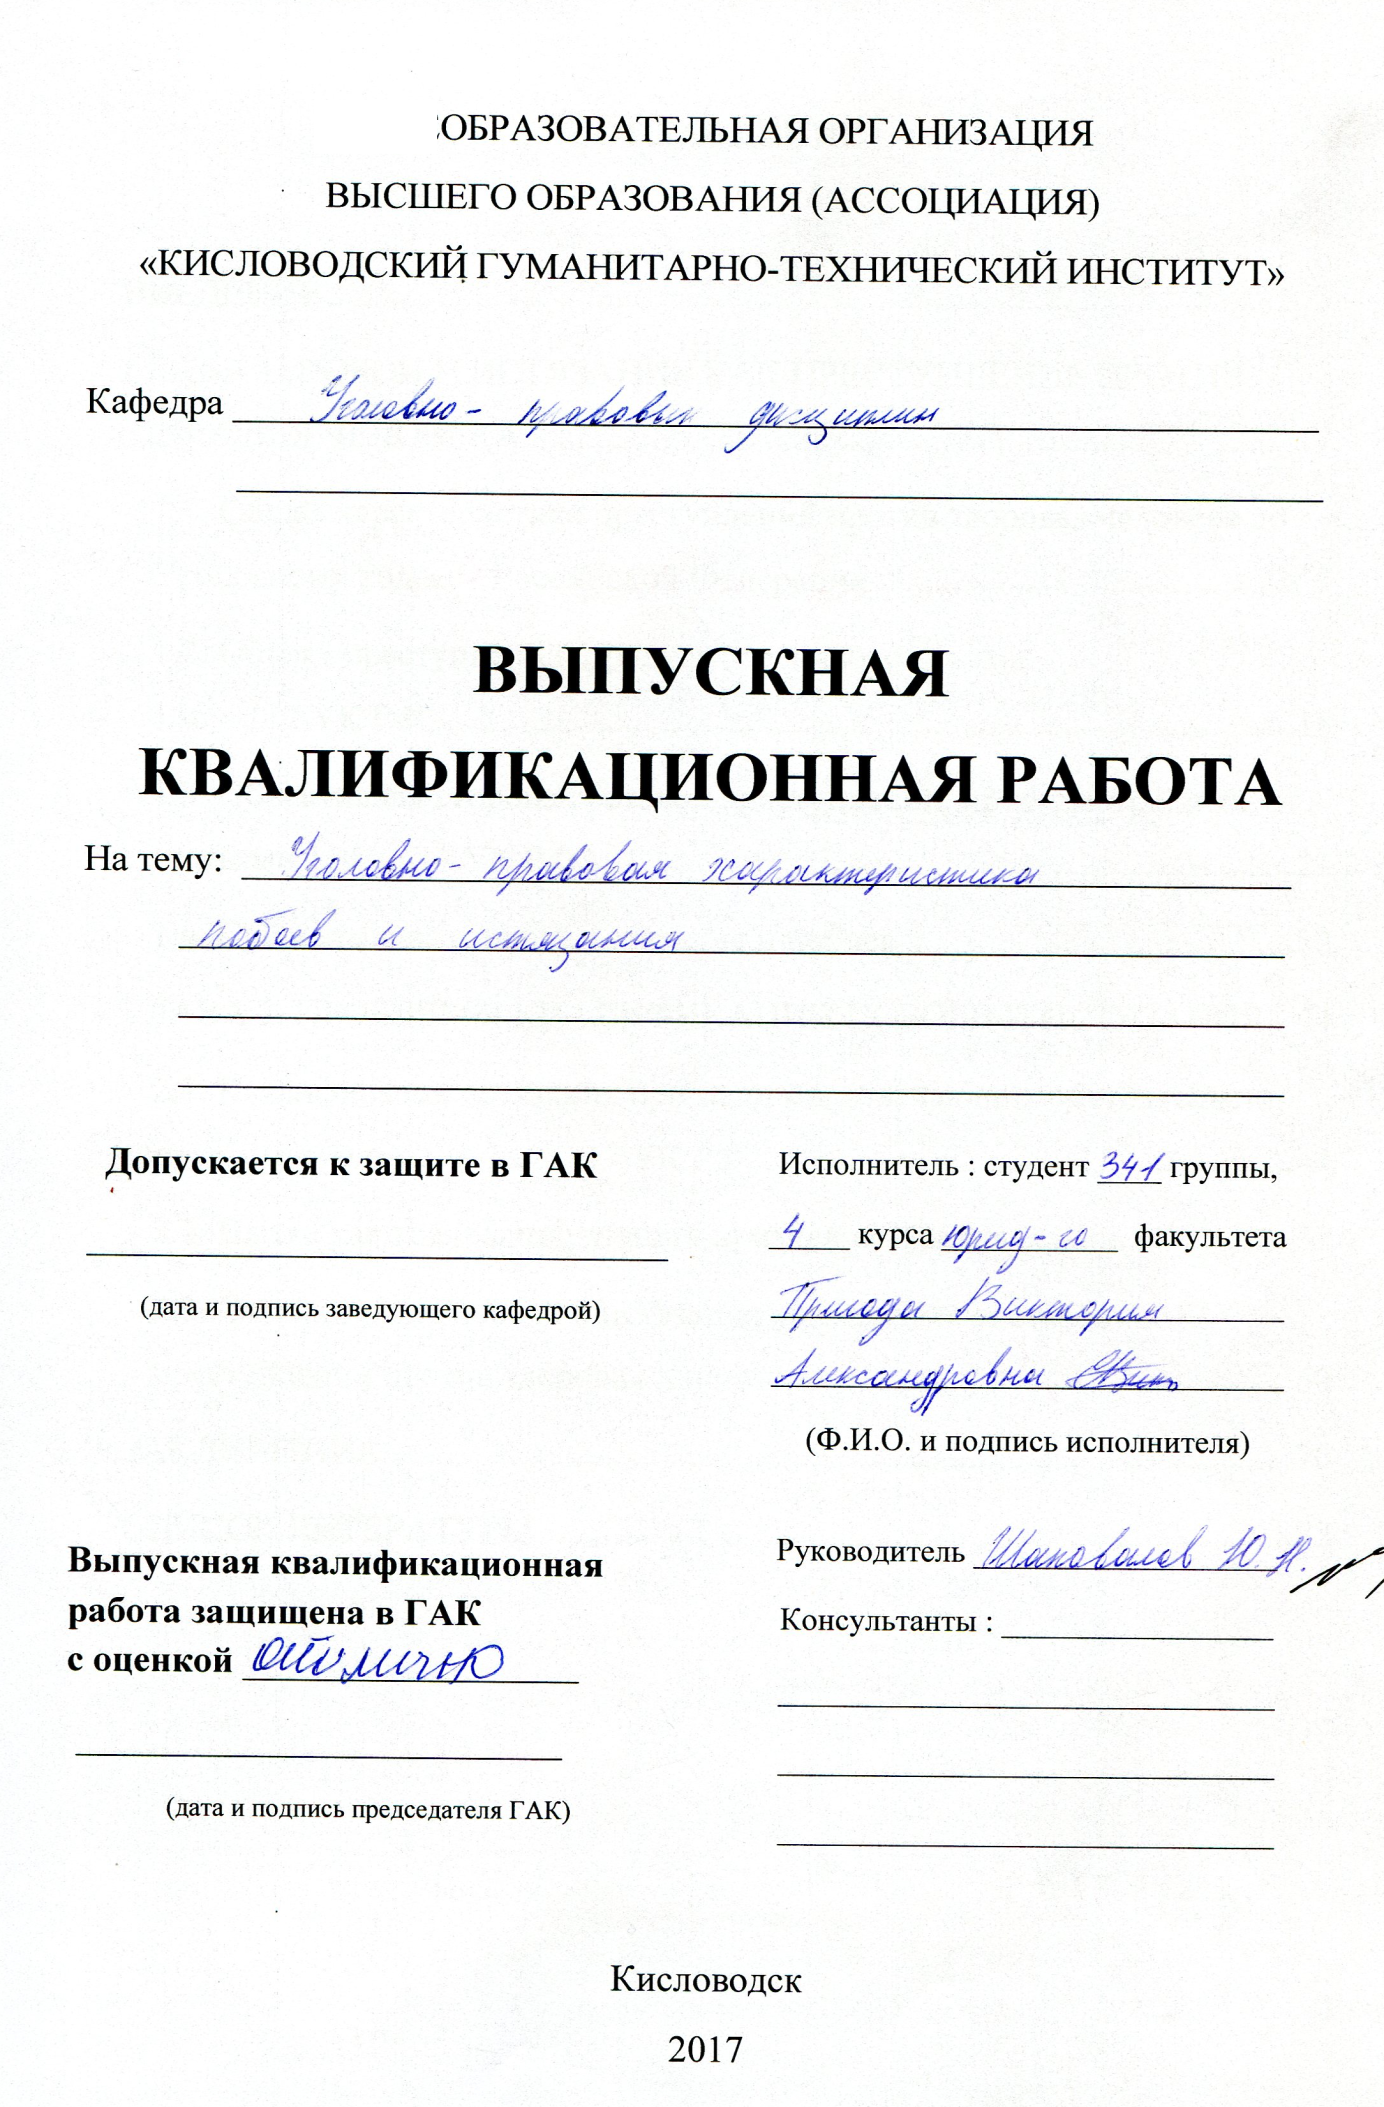 ОБРАЗОВАТЕЛЬНАЯ ОРГАНИЗАЦИЯ
ВЫСШЕГО ОБРАЗОВАНИЯ (АССОЦИАЦИЯ)
«КИСЛОВОДСКИЙ ГУМАНИТАРНО-ТЕХНИЧЕСКИЙ ИНСТИТУТ»
Кафедра Уголовно- правовых дисциплин
ВЫПУСКНАЯ
КВАЛИФИКАЦИОННАЯ РАБОТА
На тему: Уголовно- правовая характеристика
побоев и истязания
Допускается к защите в ГАК
(дата и подпись заведующего кафедрой)
Исполнитель : студент 341 группы,
4 курса юрид-го факультета
Пригода Виктория
Александровна
(Ф.И.О. и подпись исполнителя)
Выпускная квалификационная
работа защищена в ГАК
с оценкой отлично
(дата и подпись председателя ГАК)
Руководитель Шаповалов Ю.Н.
Консультанты :
Кисловодск
2017